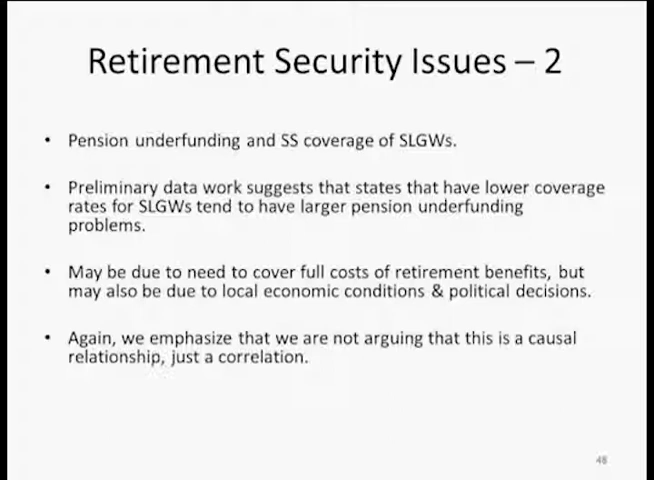 Retirement Security Issues – 2
• Pension underfunding and SS coverage of SLGWs.
• Preliminary data work suggests that states that have lower coverage
rates for SLGWs tend to have larger pension underfunding
problems.
• May be due to need to cover full costs of retirement benefits, but
may also be due to local economic conditions & political decisions.
• Again, we emphasize that we are not arguing that this is a causal
relationship, just a correlation.
48